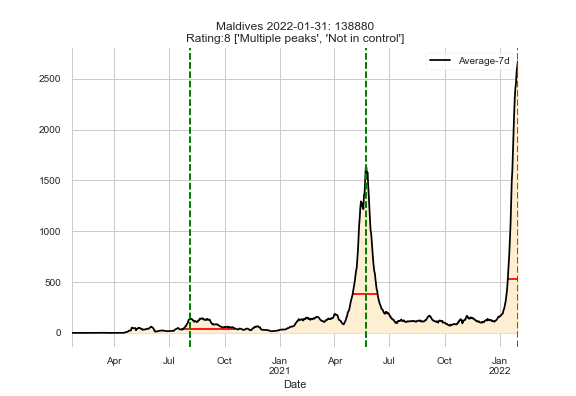 Maldives 2022-01-31: 138880
Rating:8 ['Multiple peaks', 'Not in control']
Average-7d
2500
2000
1500
1000
500
0
Apr Jul Oct Jan Apr Jul Oct Jan
2021 2022
Date